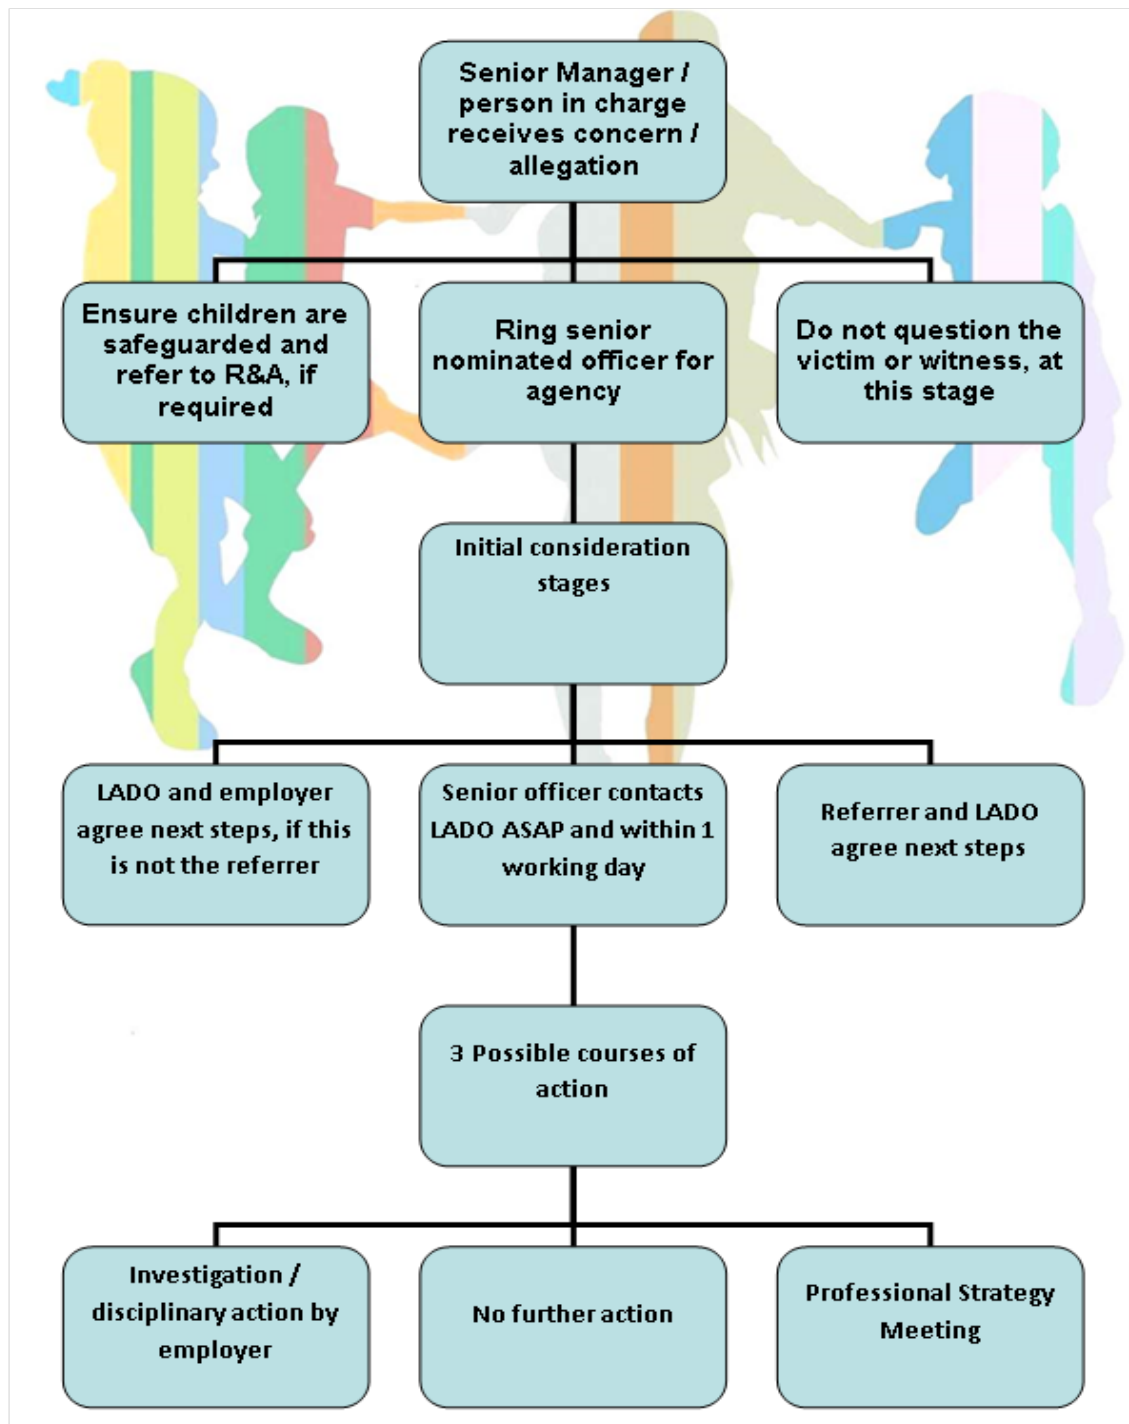 Senior Manager /
person in charge
receives concern /
allegation
Ensure children are
safeguarded and
refer to R&A, if
required
Ring senior
nominated officer for
agency
Do not question the
victim or witness, at
this stage
Initial consideration
stages
LADO and employer
agree next steps, if this
is not the referrer
Senior officer contacts
LADO ASAP and within 1
working day
Referrer and LADO
agree next steps
3 Possible courses of
action
Investigation /
disciplinary action by
employer
No further action
Professional Strategy
Meeting